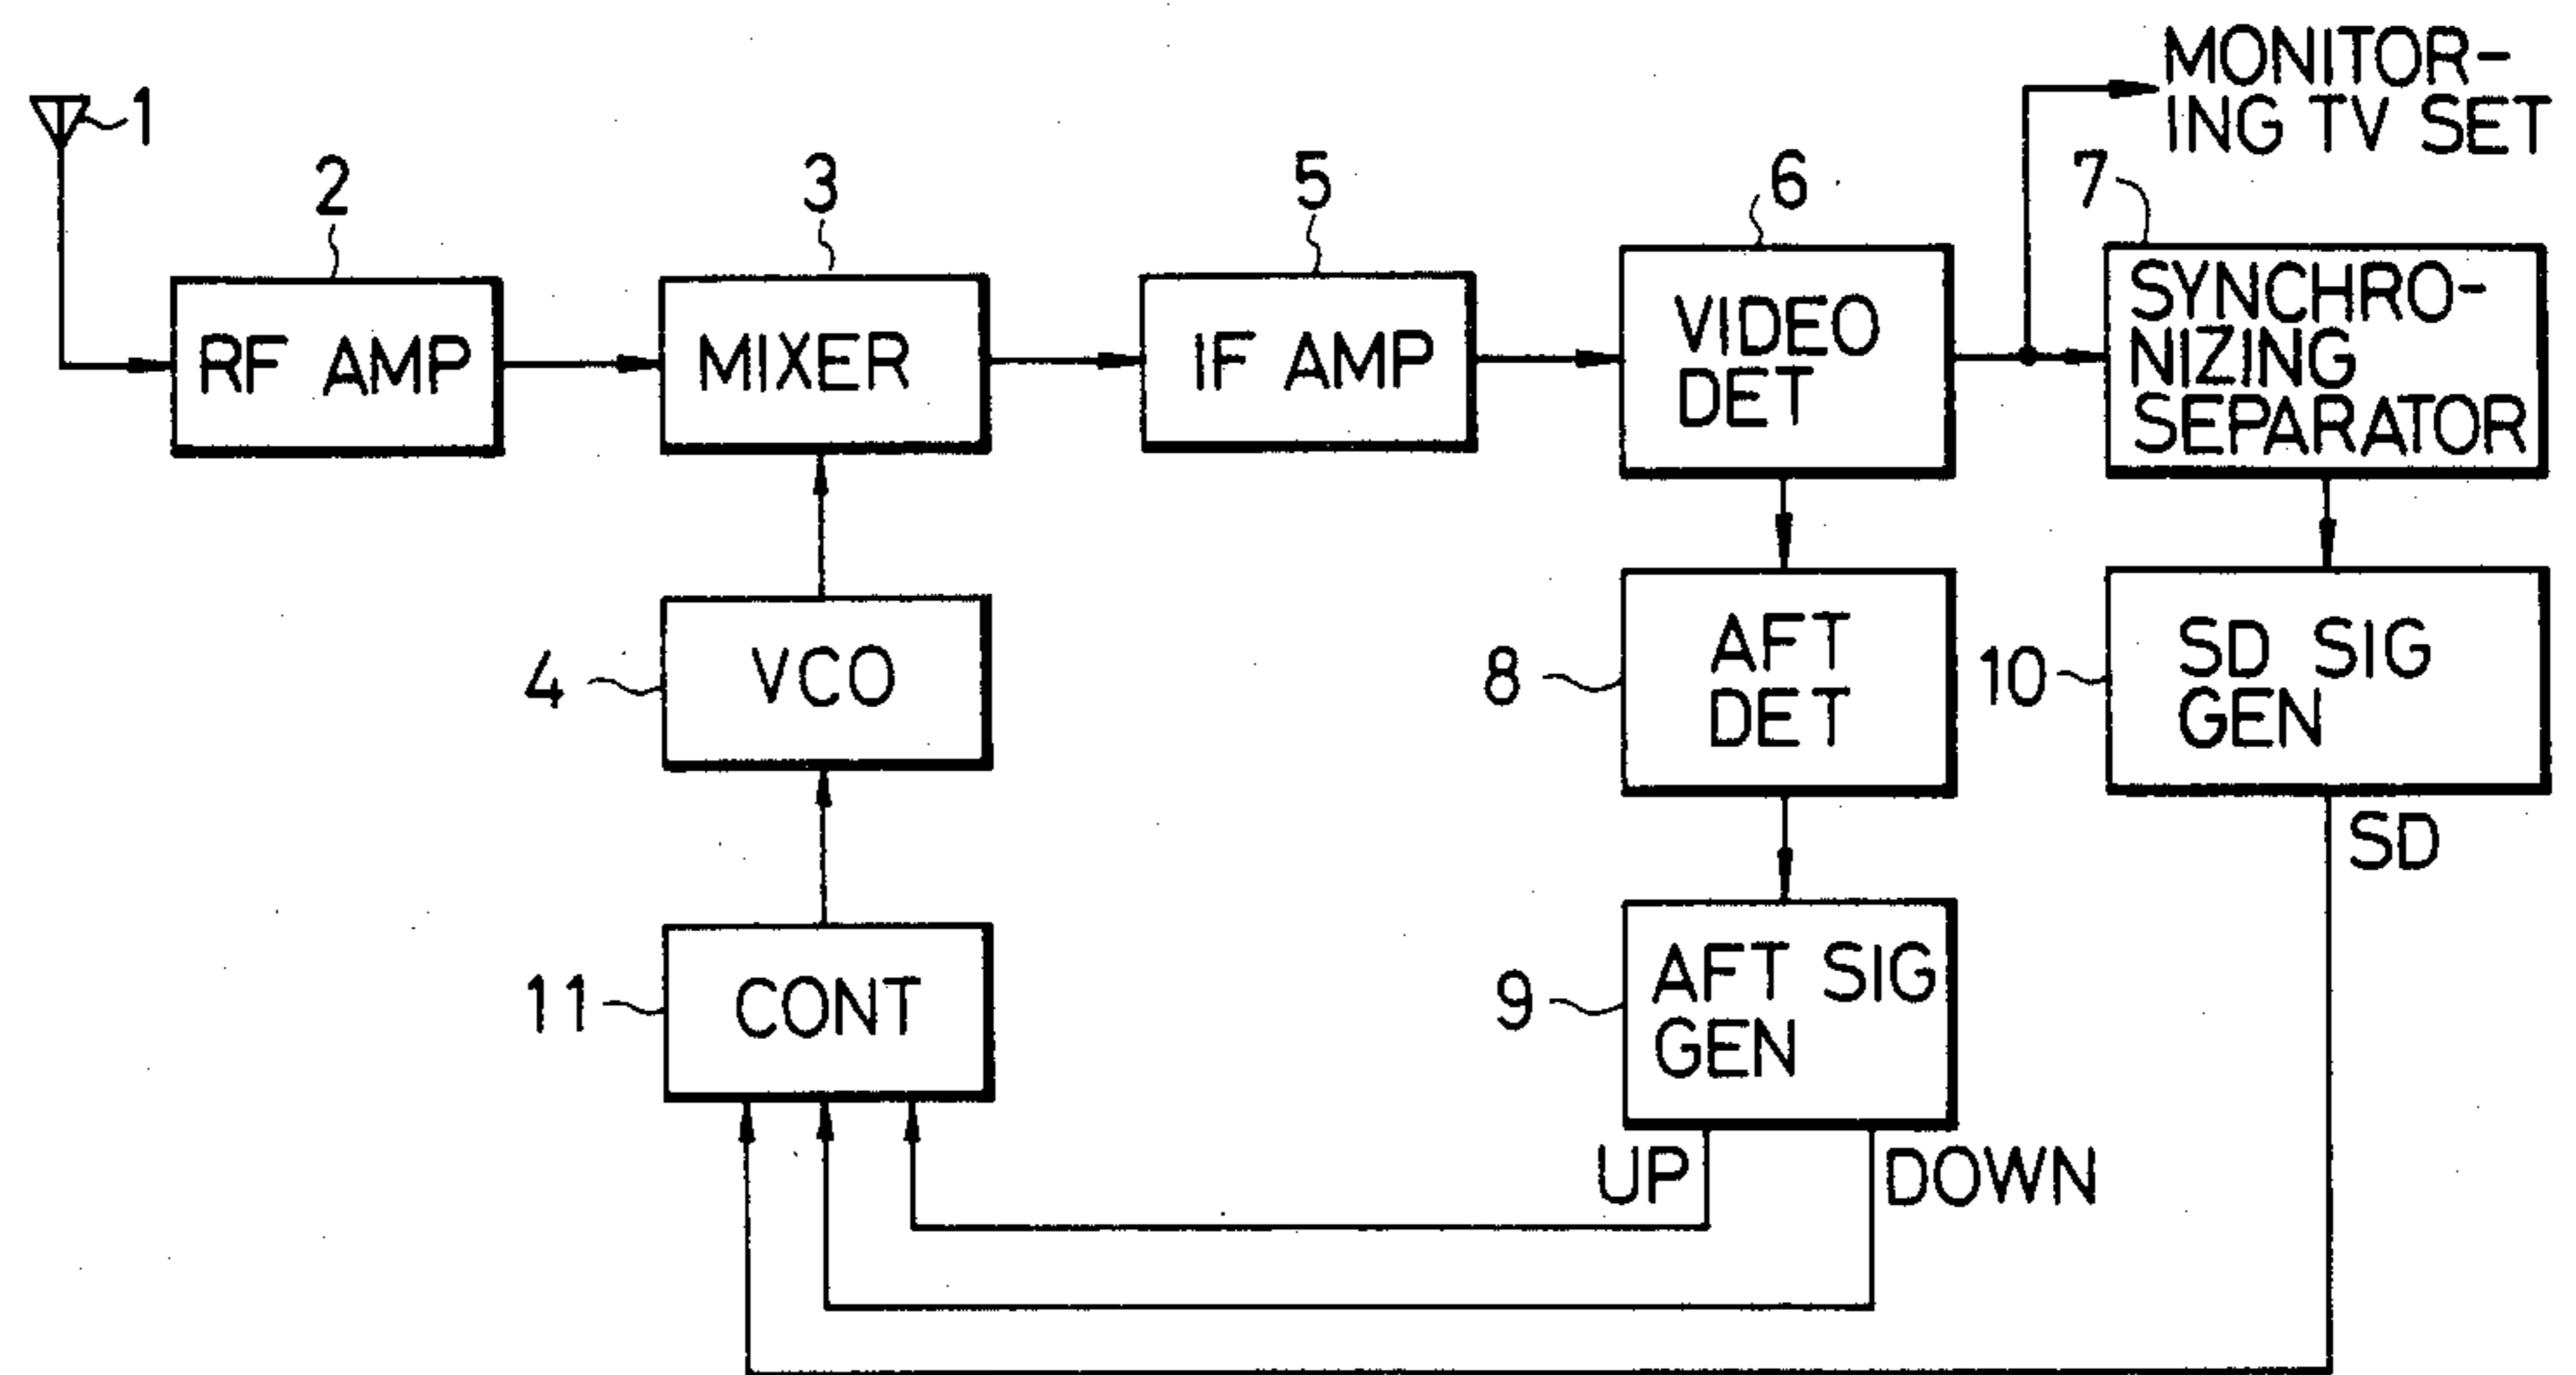 MONITOR-
ING TV SET
1
2
3
5
6
7
RF AMP
MIXER
IF AMP
VIDEO
DET
SYNCHRO-
NIZING
SEPARATOR
4
VCO
8
AFT
DET
10
SD SIG
GEN
SD
11
CONT
9
AFT SIG
GEN
UP
DOWN